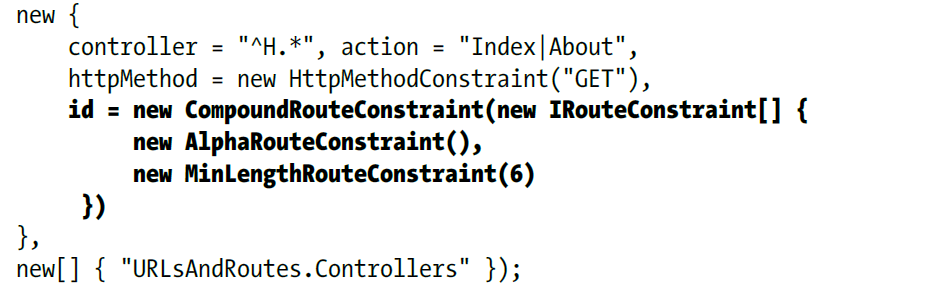 new {
    controller = "^H.*", action = "Index|About",
    httpMethod = new HttpMethodConstraint("GET"),
    id = new CompoundRouteConstraint(new IRouteConstraint[] {
        new AlphaRouteConstraint(),
        new MinLengthRouteConstraint(6)
     })
},
new[] { "URLsAndRoutes.Controllers" });